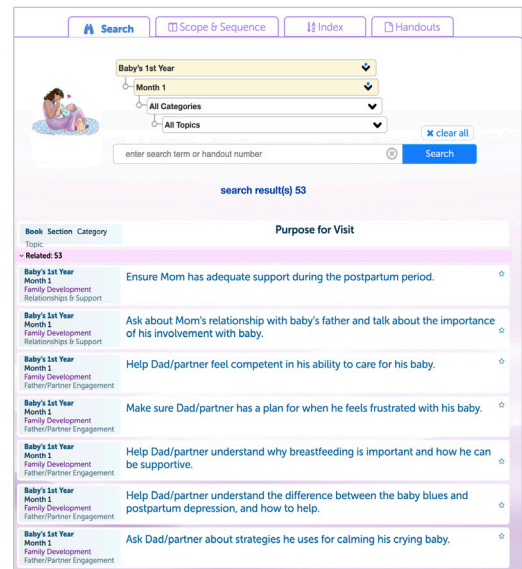 Search
Scope & Sequence
Index
Handouts
Baby's 1st Year
Month 1
All Categories
All Topics
clear all
enter search term or handout number
Search
search result(s) 53
Book Section Category
Topic
Purpose for Visit
Related: 53
Baby's 1st Year
Month 1
Family Development
Relationships & Support
Ensure Mom has adequate support during the postpartum period.
Baby's 1st Year
Month 1
Family Development
Relationships & Support
Ask about Mom's relationship with baby's father and talk about the importance
of his involvement with baby.
Baby's 1st Year
Month 1
Family Development
Father/Partner Engagement
Help Dad/partner feel competent in his ability to care for his baby.
Baby's 1st Year
Month 1
Family Development
Father/Partner Engagement
Make sure Dad/partner has a plan for when he feels frustrated with his baby.
Baby's 1st Year
Month 1
Family Development
Father/Partner Engagement
Help Dad/partner understand why breastfeeding is important and how he can
be supportive.
Baby's 1st Year
Month 1
Family Development
Father/Partner Engagement
Help Dad/partner understand the difference between the baby blues and
postpartum depression, and how to help.
Baby's 1st Year
Month 1
Family Development
Father/Partner Engagement
Ask Dad/partner about strategies he uses for calming his crying baby.